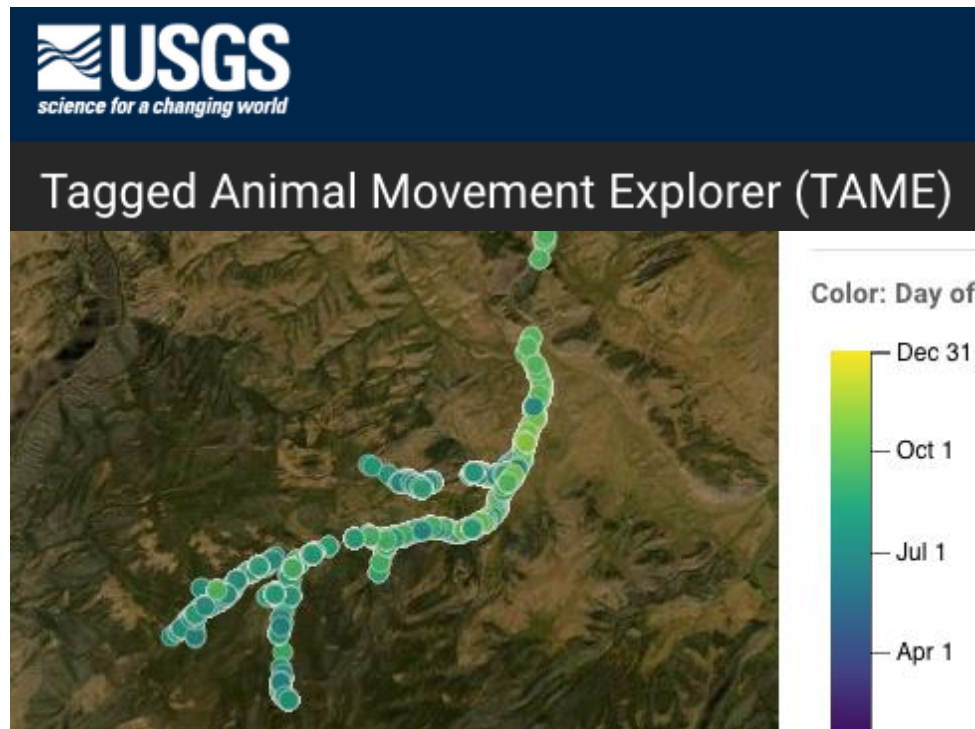 USGS
science for a changing world
Tagged Animal Movement Explorer (TAME)
Color: Day of
Dec 31
Oct 1
Jul 1
Apr 1